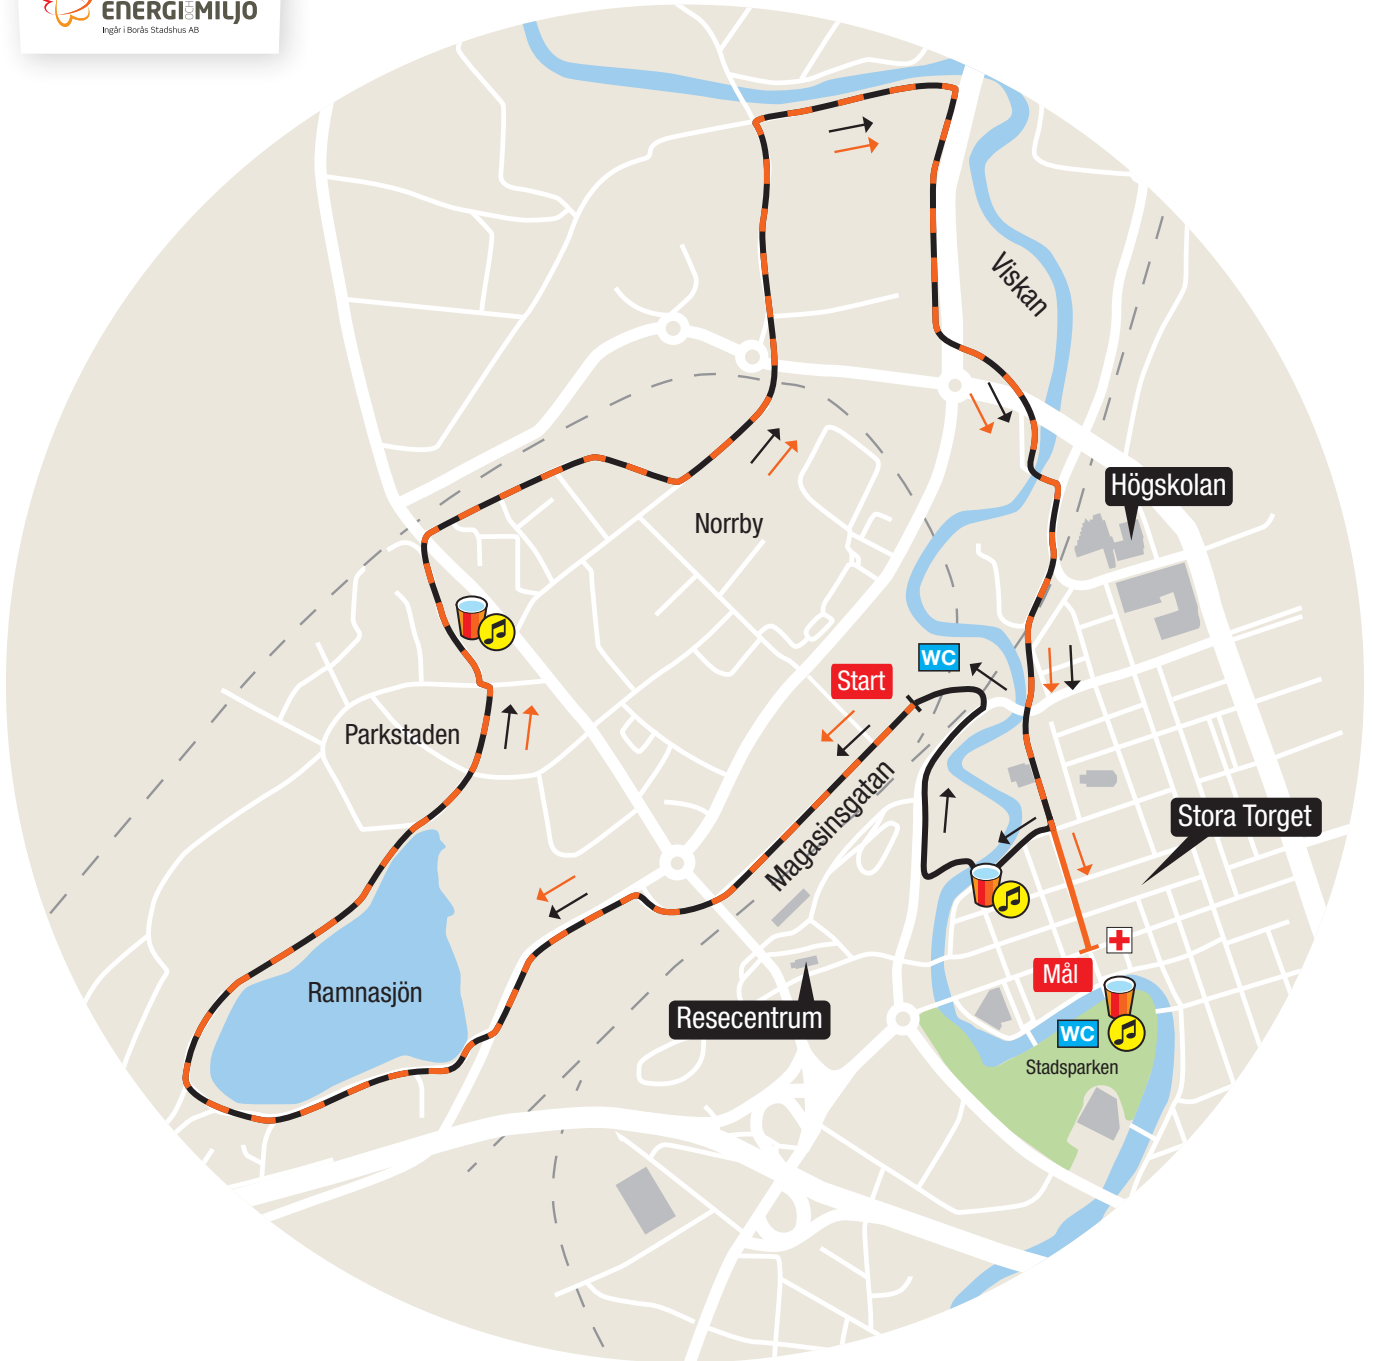 ENERGI OCH MILJÖ
Ingår i Borås Stadshus AB
Viskan
Högskolan
Norrby
WC
Start
Parkstaden
Magasinsgatan
Stora Torget
Mål
Ramnasjön
Resecentrum
WC
Stadsparken